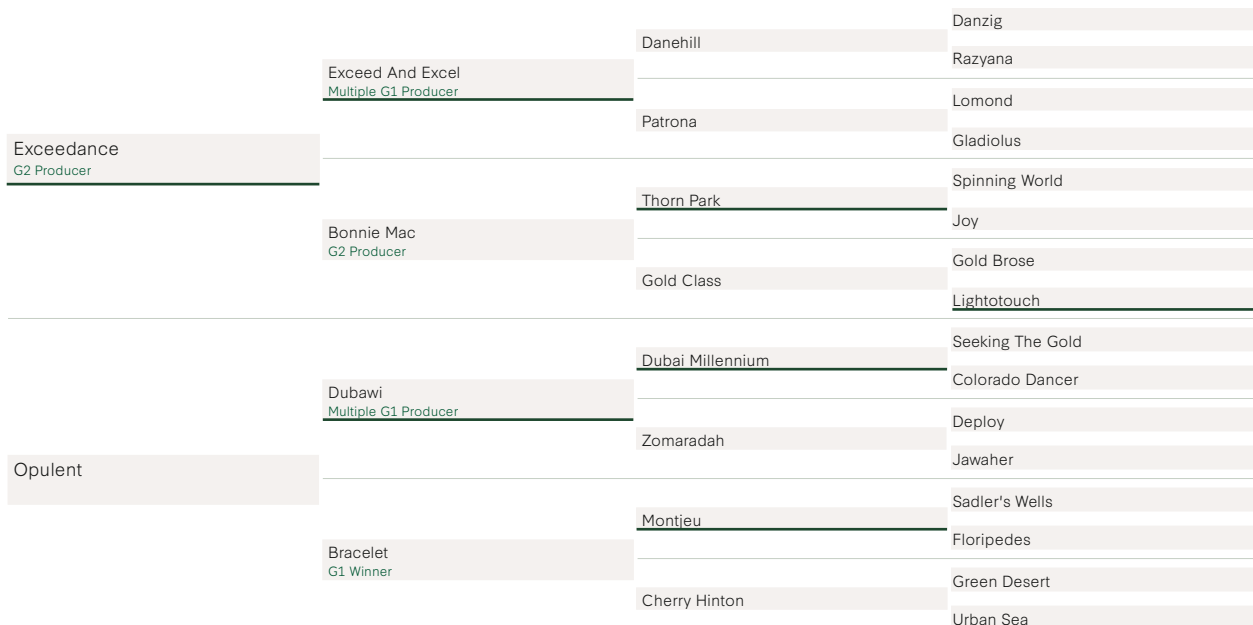 Exceedance
G2 Producer
Exceed And Excel
Multiple G1 Producer
Danehill
Danzig
Razyana
Patrona
Lomond
Gladiolus
Bonnie Mac
G2 Producer
Thorn Park
Spinning World
Joy
Gold Class
Gold Brose
Lightotouch
Opulent
Dubawi
Multiple G1 Producer
Dubai Millennium
Seeking The Gold
Colorado Dancer
Zomaradah
Deploy
Jawaher
Bracelet
G1 Winner
Montjeu
Sadler's Wells
Floripedes
Cherry Hinton
Green Desert
Urban Sea